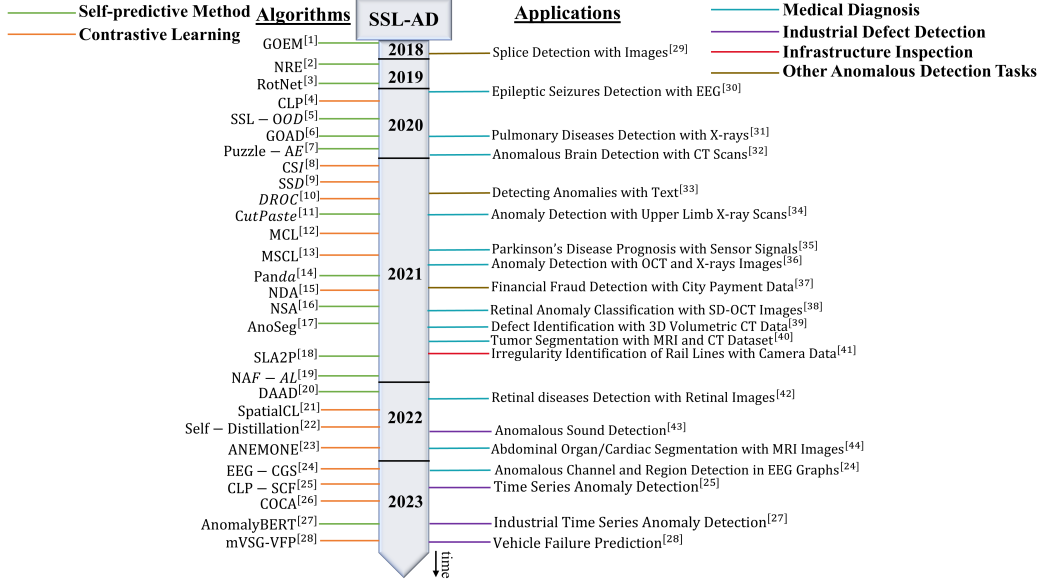 Self-predictive Method
Contrastive Learning
Algorithms
SSL-AD
Applications
Medical Diagnosis
Industrial Defect Detection
Infrastructure Inspection
Other Anomalous Detection Tasks
2018
2019
2020
2021
2022
2023
time
GOEM[1]
NRE[2]
RotNet[3]
CLP[4]
SSL − OOD[5]
GOAD[6]
Puzzle − AE[7]
CSI[8]
SSD[9]
DROC[10]
CutPaste[11]
MCL[12]
MSCL[13]
Panda[14]
NDA[15]
NSA[16]
AnoSeg[17]
SLA2P[18]
NAF − AL[19]
DAAD[20]
SpatialCL[21]
Self − Distillation[22]
ANEMONE[23]
EEG − CGS[24]
CLP − SCF[25]
COCA[26]
AnomalyBERT[27]
mVSG-VFP[28]
Splice Detection with Images[29]
Epileptic Seizures Detection with EEG[30]
Pulmonary Diseases Detection with X-rays[31]
Anomalous Brain Detection with CT Scans[32]
Detecting Anomalies with Text[33]
Anomaly Detection with Upper Limb X-ray Scans[34]
Parkinson's Disease Prognosis with Sensor Signals[35]
Anomaly Detection with OCT and X-rays Images[36]
Financial Fraud Detection with City Payment Data[37]
Retinal Anomaly Classification with SD-OCT Images[38]
Defect Identification with 3D Volumetric CT Data[39]
Tumor Segmentation with MRI and CT Dataset[40]
Irregularity Identification of Rail Lines with Camera Data[41]
Retinal diseases Detection with Retinal Images[42]
Anomalous Sound Detection[43]
Abdominal Organ/Cardiac Segmentation with MRI Images[44]
Anomalous Channel and Region Detection in EEG Graphs[24]
Time Series Anomaly Detection[25]
Industrial Time Series Anomaly Detection[27]
Vehicle Failure Prediction[28]